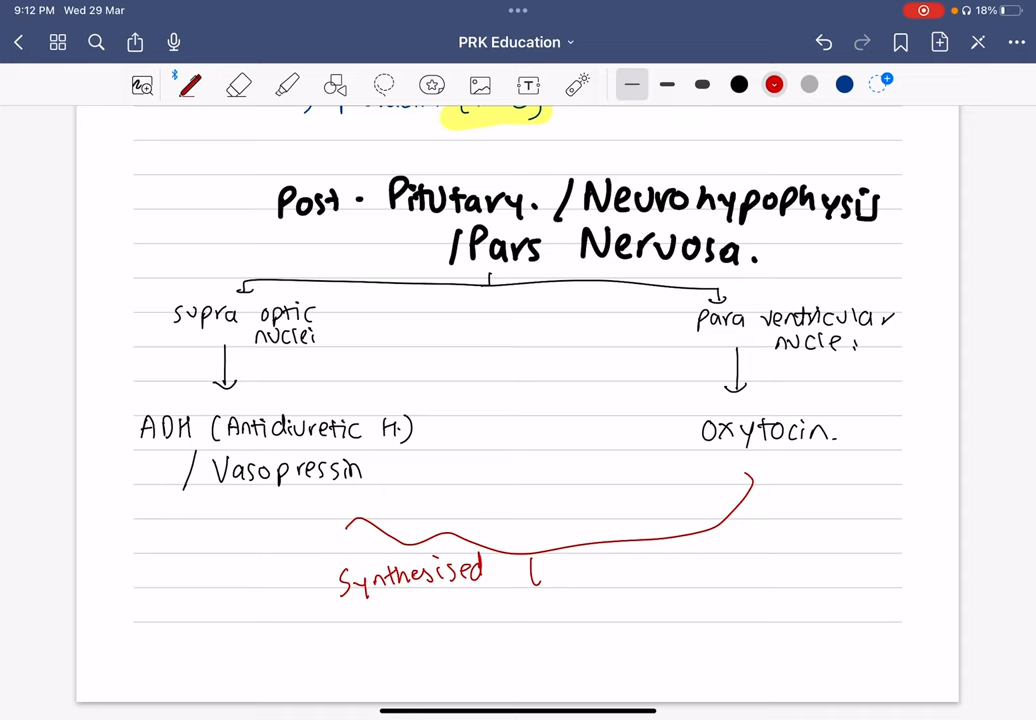 9:12 PM Wed 29 Mar
18%
PRK Education
T
Post - Pitutary. / Neurohypophysis
/ Pars Nervosa.
supra optic
nuclei
para ventricular
nuclei
ADH (Antidiuretic H.)
/ Vasopressin
Oxytocin.
Synthesised